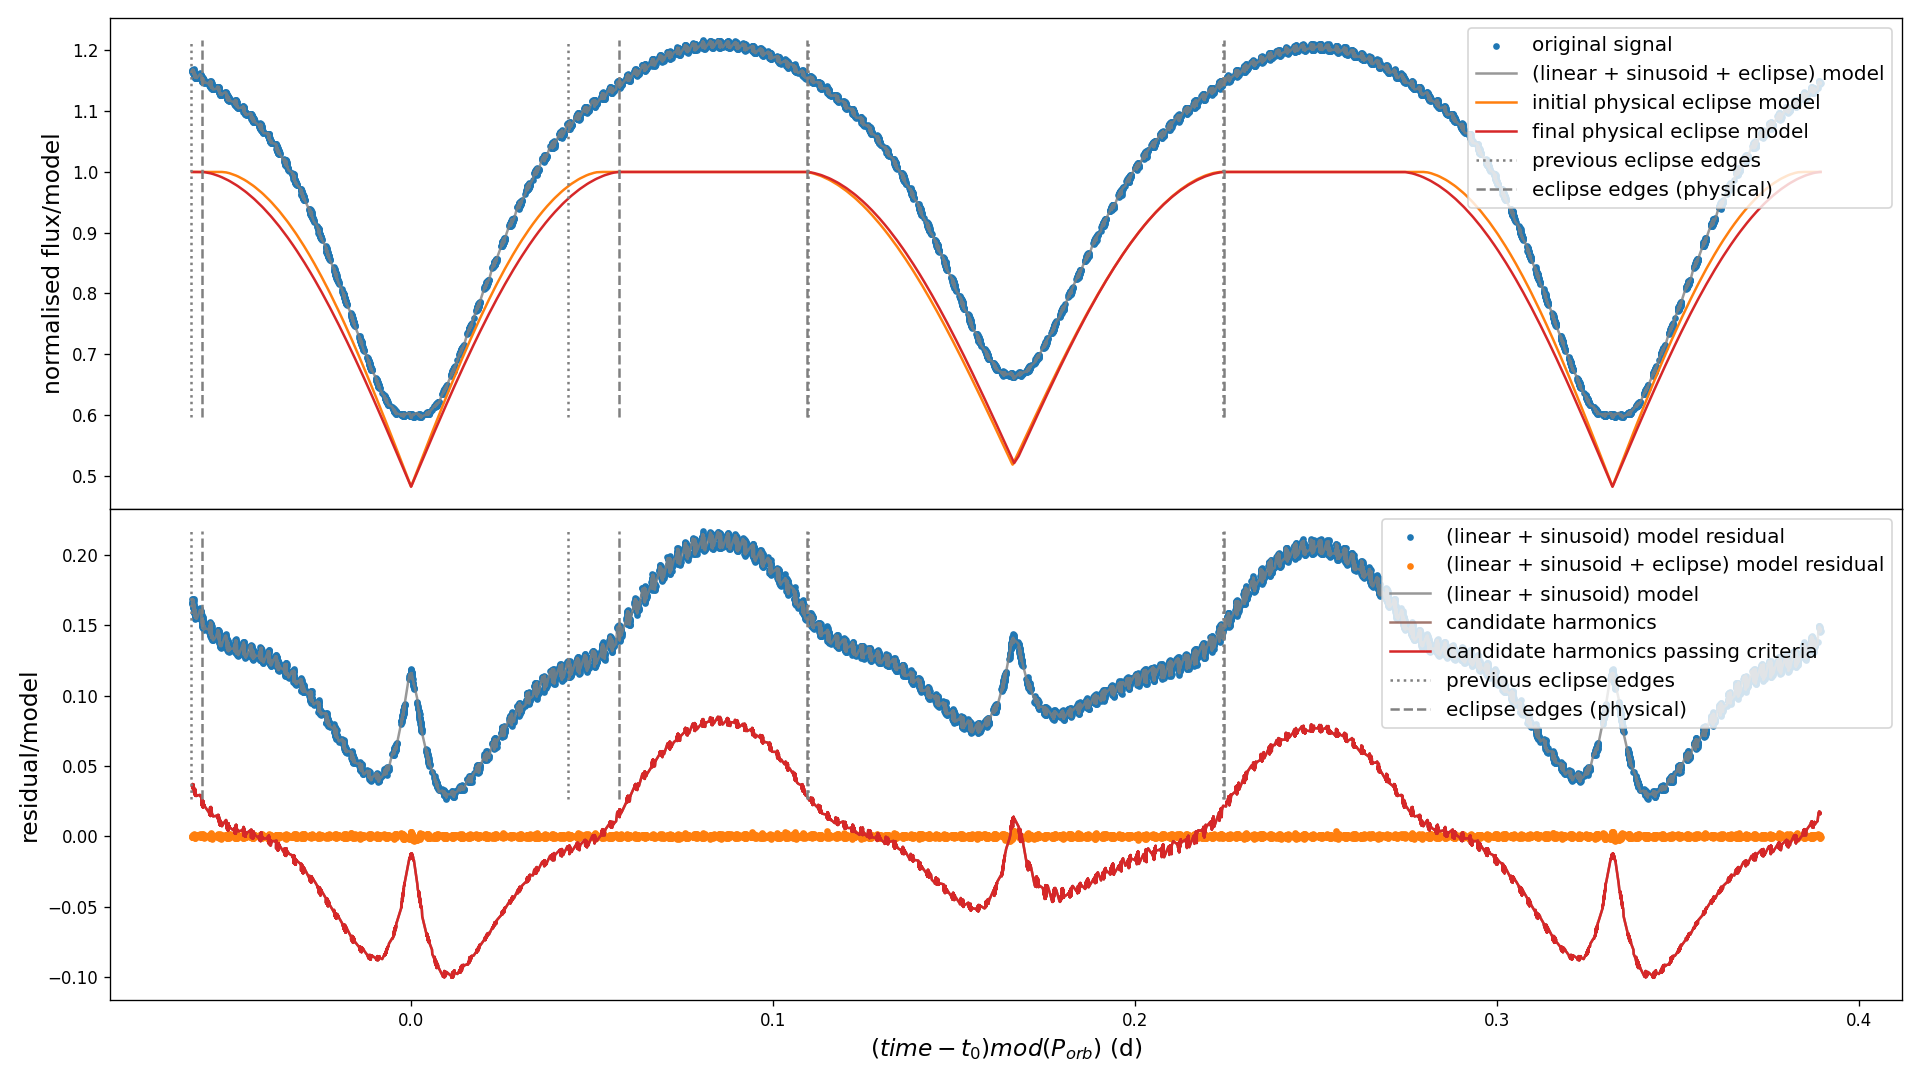 normalised flux/model
1.2
1.1
1.0
0.9
0.8
0.7
0.6
0.5
original signal
(linear + sinusoid + eclipse) model
initial physical eclipse model
final physical eclipse model
previous eclipse edges
eclipse edges (physical)
residual/model
0.20
0.15
0.10
0.05
0.00
−0.05
−0.10
(linear + sinusoid) model residual
(linear + sinusoid + eclipse) model residual
(linear + sinusoid) model
candidate harmonics
candidate harmonics passing criteria
previous eclipse edges
eclipse edges (physical)
0.0 0.1 0.2 0.3 0.4
(time − t₀)mod(P_orb) (d)